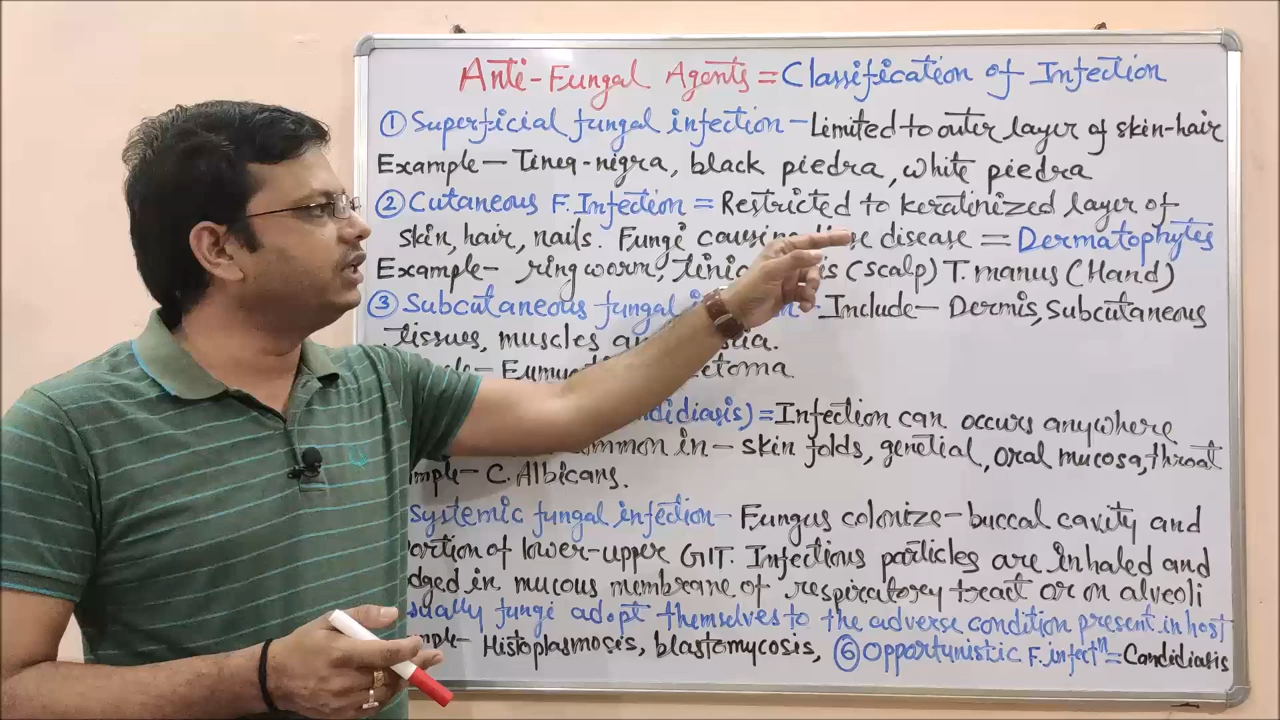 Anti-Fungal Agents = Classification of Infection
① Superficial fungal infection - Limited to outer layer of skin-hair
Example - Tinea-nigra, black piedra, white piedra
② Cutaneous F. Infection = Restricted to keratinized layer of
skin, hair, nails. Fungi causing disease = Dermatophytes
Example - ringworm, tinia (scalp) T. manus (Hand)
③ Subcutaneous fungal - Include - Dermis, Subcutaneous
tissues, muscles
= Infection can occurs anywhere
in - skin folds, genetial, oral mucosa, throat
- C. Albicans.
Systemic fungal infection - Fungus colonize - buccal cavity and
of lower-upper GIT. Infections particles are inhaled and
in mucous membrane of respiratory tract or on alveoli
fungi adopt themselves to the adverse condition present in host
- Histoplasmosis, blastomycosis, ⑥ Opportunistic F. infectⁿ = Candidiasis